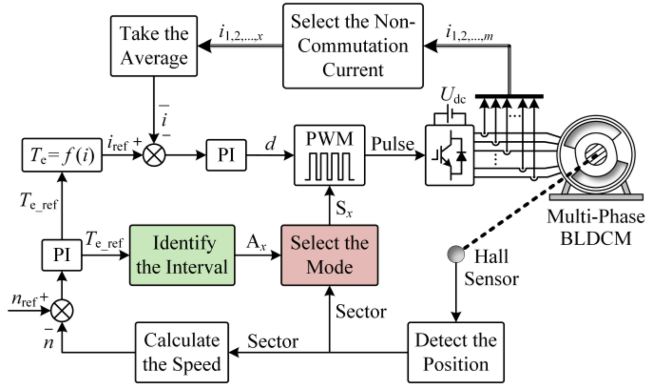 Take the
Average
Select the Non-
Commutation
Current
i1,2,...,x
i1,2,...,m
i̅
−
Udc
Te=f(i)
iref
+
PI
d
PWM
Pulse
Multi-Phase
BLDCM
Te_ref
Sx
PI
Te_ref
Identify
the Interval
Ax
Select the
Mode
Hall
Sensor
nref
+
−
n
Sector
Calculate
the Speed
Sector
Detect the
Position